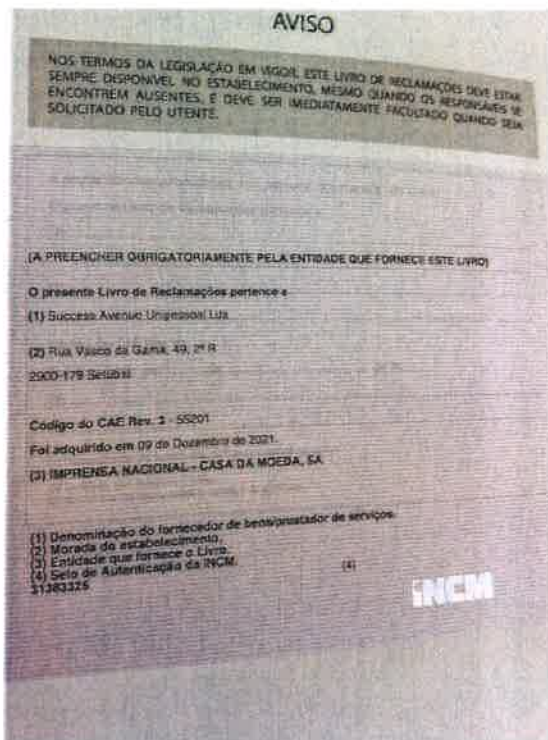 AVISO
NOS TERMOS DA LEGISLAÇÃO EM VIGOR, ESTE LIVRO DE RECLAMAÇÕES DEVE ESTAR
SEMPRE DISPONÍVEL NO ESTABELECIMENTO, MESMO QUANDO OS RESPONSÁVEIS SE
ENCONTREM AUSENTES, E DEVE SER IMEDIATAMENTE FACULTADO QUANDO SEJA
SOLICITADO PELO UTENTE.
(A PREENCHER OBRIGATORIAMENTE PELA ENTIDADE QUE FORNECE ESTE LIVRO)
O presente Livro de Reclamações pertence a
(1) Success Avenue Unipessoal Lda
(2) Rua Vasco da Gama, 49, 2º R
2900-179 Setúbal
Código do CAE Rev. 3 - 55201
Foi adquirido em 09 de Dezembro de 2021.
(3) IMPRENSA NACIONAL - CASA DA MOEDA, SA
(1) Denominação do fornecedor de bens/prestador de serviços.
(2) Morada do estabelecimento.
(3) Entidade que fornece o Livro.
(4) Selo de Autenticação da INCM.
(4)
31383325
INCM